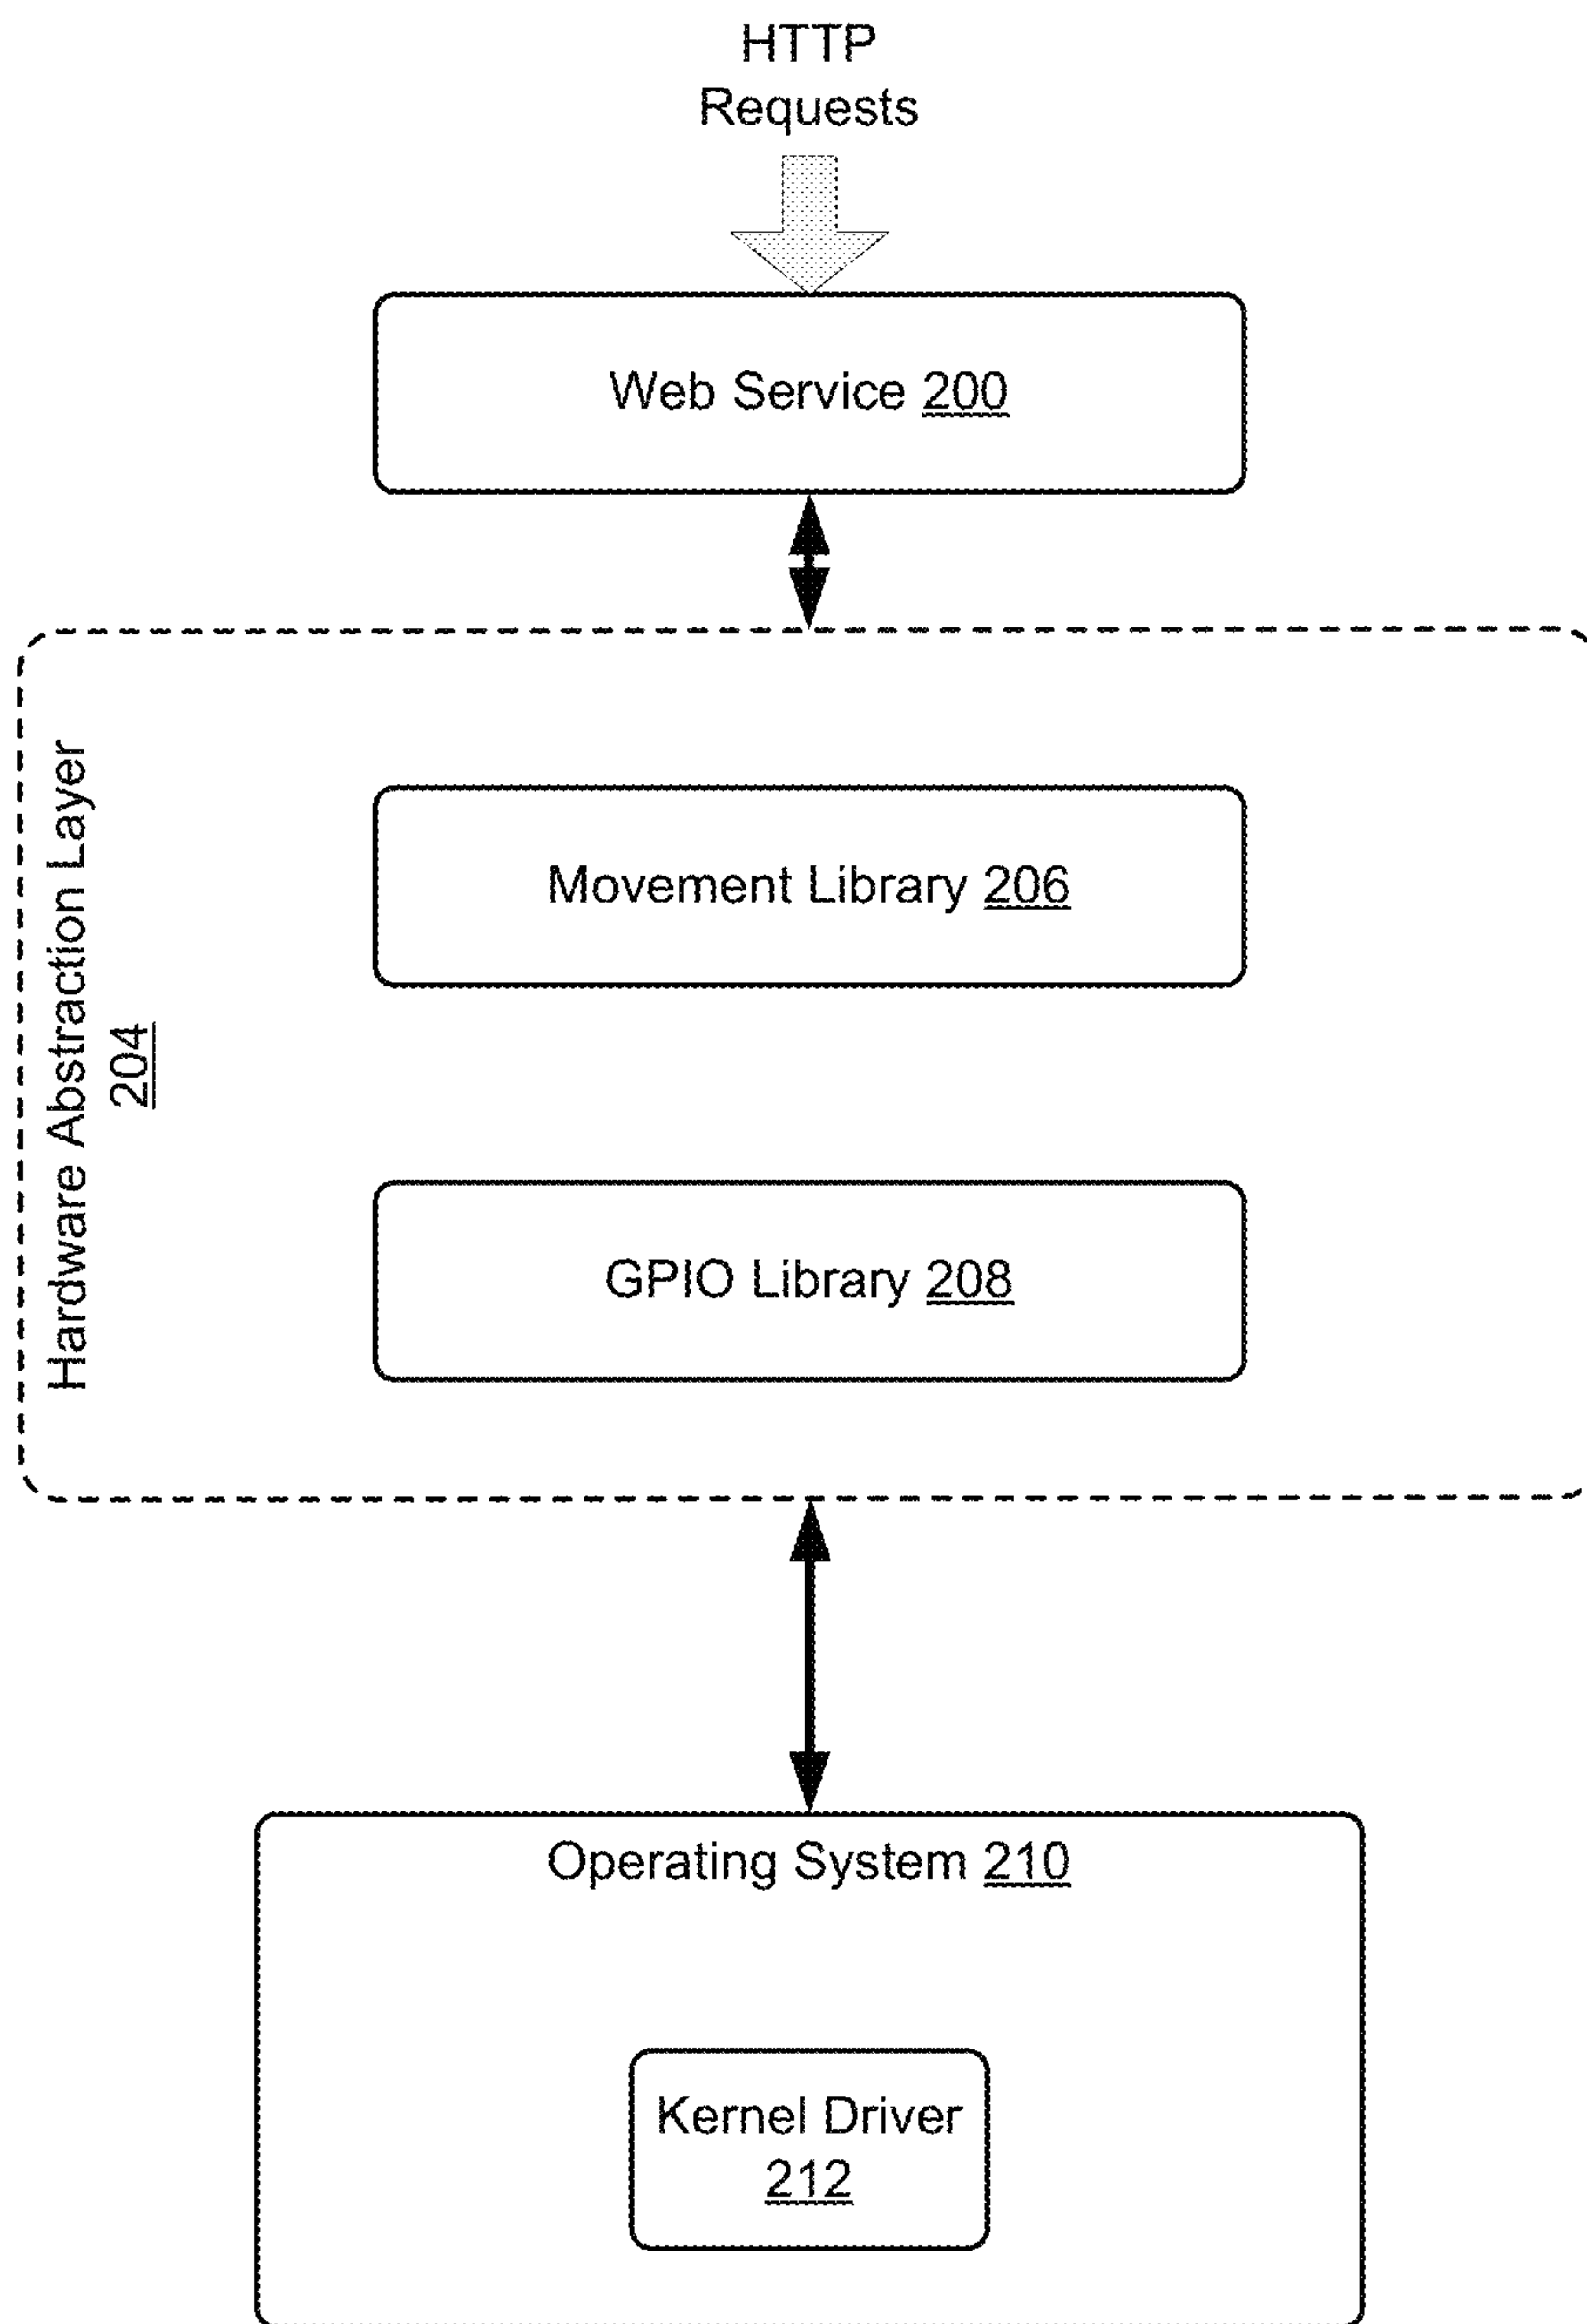 HTTP
Requests
Web Service 200
Hardware Abstraction Layer
204
Movement Library 206
GPIO Library 208
Operating System 210
Kernel Driver
212